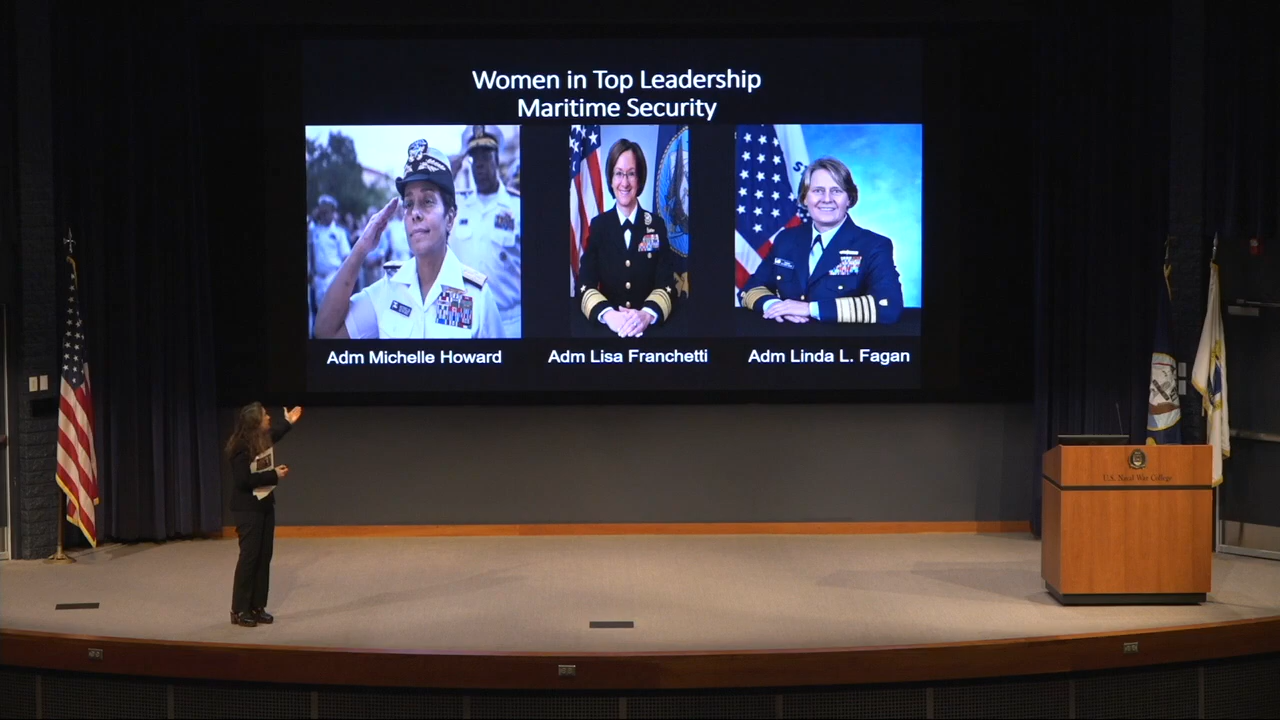 Women in Top Leadership
Maritime Security
Adm Michelle Howard
Adm Lisa Franchetti
Adm Linda L. Fagan
U.S. Naval War College